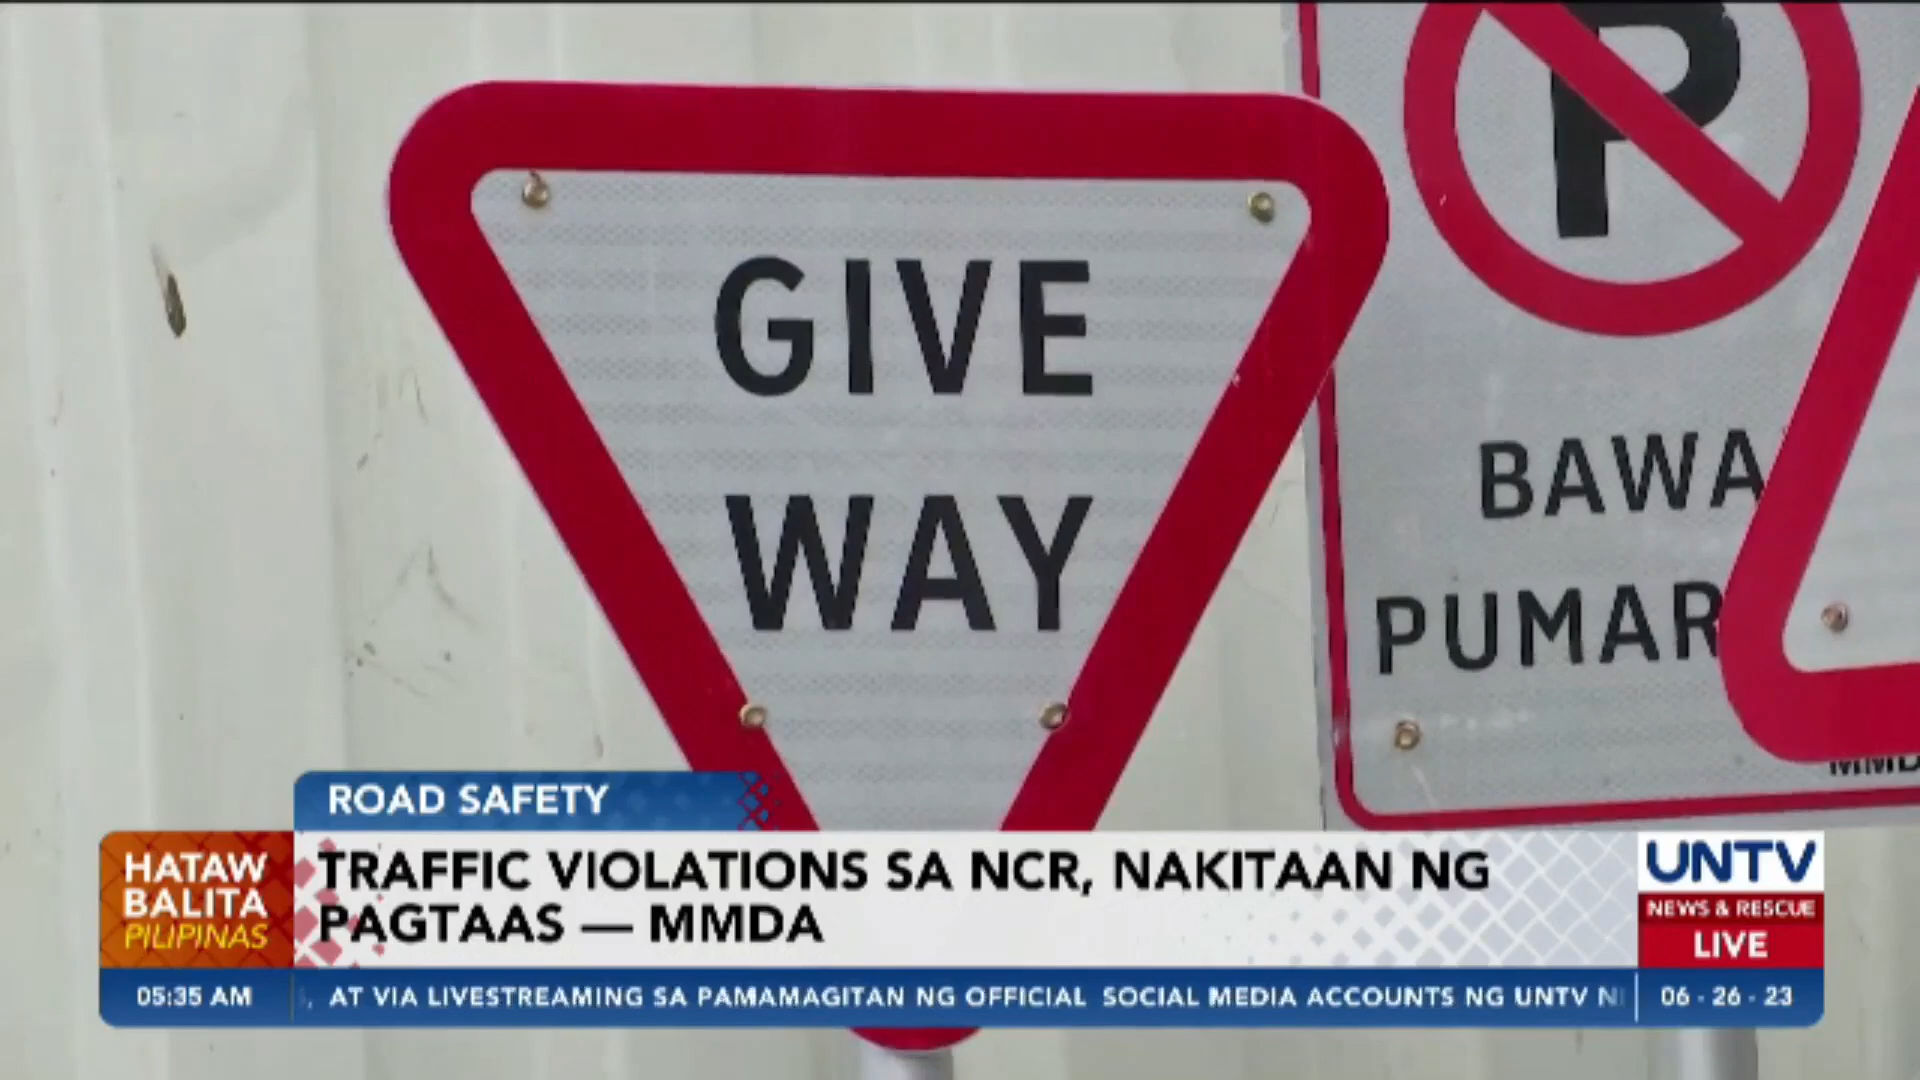 P
GIVE
WAY
BAWA
PUMAR
ROAD SAFETY
HATAW
BALITA
PILIPINAS
TRAFFIC VIOLATIONS SA NCR, NAKITAAN NG
PAGTAAS — MMDA
UNTV
NEWS & RESCUE
LIVE
05:35 AM
, AT VIA LIVESTREAMING SA PAMAMAGITAN NG OFFICIAL SOCIAL MEDIA ACCOUNTS NG UNTV
06 - 26 - 23